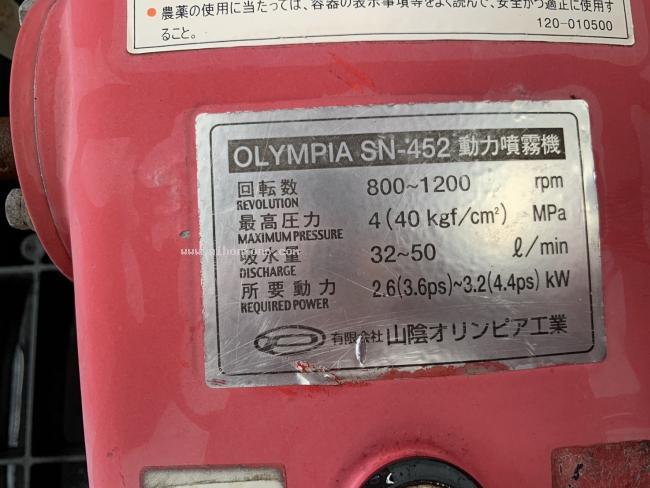 ● 農薬の使用に当たっては、容器の表示事項等をよく読んで、安全かつ適正に使用す
ること。
120-010500
OLYMPIA SN-452 動力噴霧機
回転数 800~1200 rpm
REVOLUTION
最高圧力 4(40 kgf/cm²) MPa
MAXIMUM PRESSURE
吸水量 32~50 ℓ/min
DISCHARGE
所要動力 2.6(3.6ps)~3.2(4.4ps) kW
REQUIRED POWER
有限会社 山陰オリンピア工業